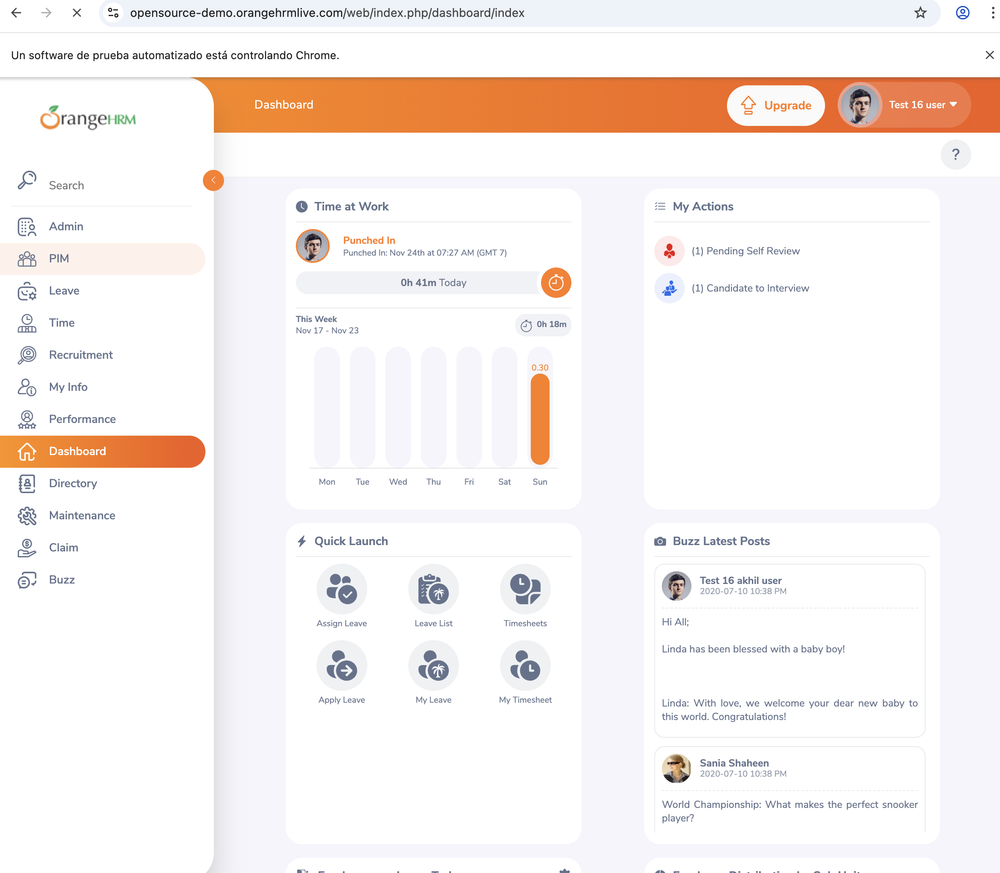 opensource-demo.orangehrmlive.com/web/index.php/dashboard/index
Un software de prueba automatizado está controlando Chrome.
OrangeHRM
Dashboard
Upgrade
Test 16 user
?
Search
Admin
PIM
Leave
Time
Recruitment
My Info
Performance
Dashboard
Directory
Maintenance
Claim
Buzz
Time at Work
Punched In
Punched In: Nov 24th at 07:27 AM (GMT 7)
0h 41m Today
This Week
Nov 17 - Nov 23
0h 18m
0.30
Mon Tue Wed Thu Fri Sat Sun
My Actions
(1) Pending Self Review
(1) Candidate to Interview
Quick Launch
Assign Leave
Leave List
Timesheets
Apply Leave
My Leave
My Timesheet
Buzz Latest Posts
Test 16 akhil user
2020-07-10 10:38 PM
Hi All;
Linda has been blessed with a baby boy!
Linda: With love, we welcome your dear new baby to
this world. Congratulations!
Sania Shaheen
2020-07-10 10:38 PM
World Championship: What makes the perfect snooker
player?